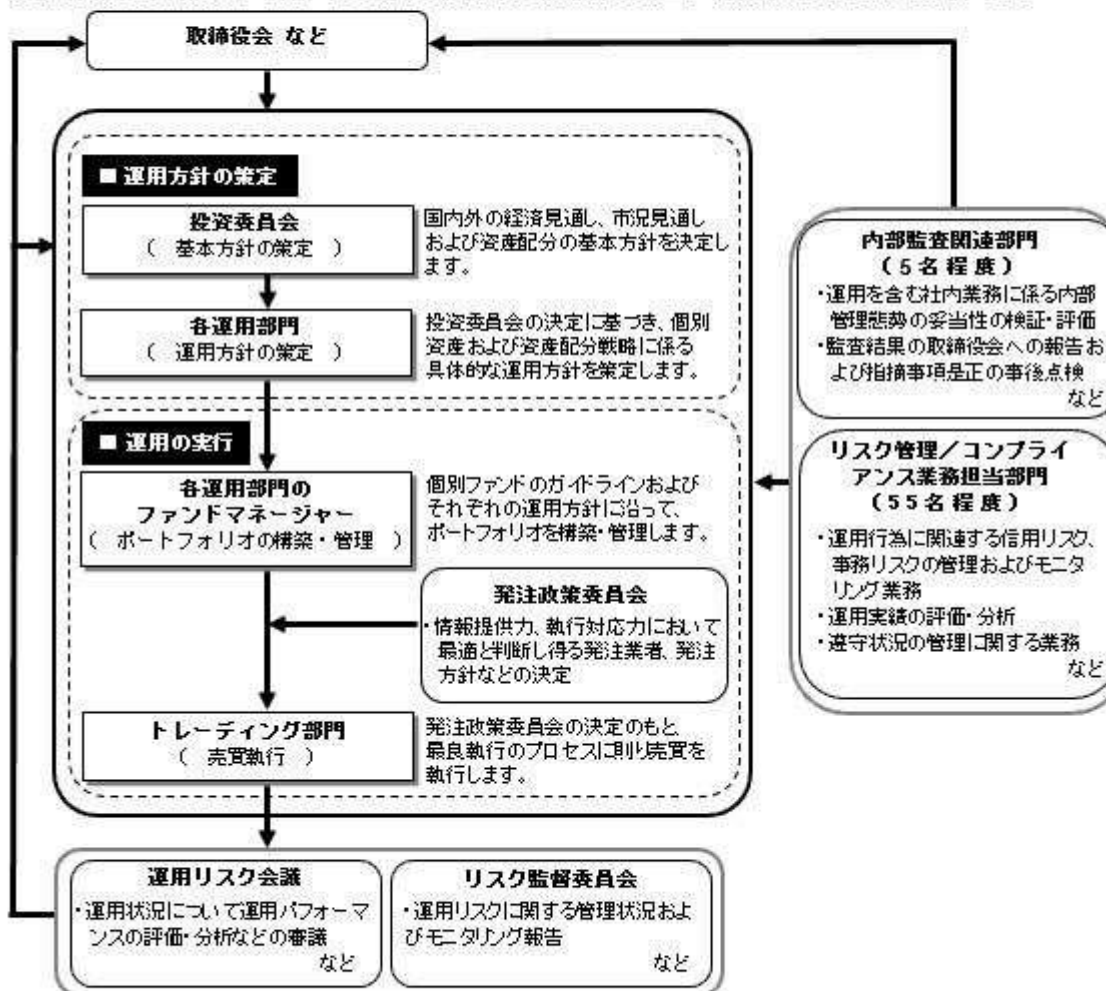 取締役会 など
■ 運用方針の策定
投資委員会
( 基本方針の策定 )
国内外の経済見通し、市況見通し
および資産配分の基本方針を決定し
ます。
各運用部門
( 運用方針の策定 )
投資委員会の決定に基づき、個別
資産および資産配分戦略に係る
具体的な運用方針を策定します。
■ 運用の実行
各運用部門の
ファンドマネージャー
( ポートフォリオの構築・管理 )
個別ファンドのガイドラインおよび
それぞれの運用方針に沿って、
ポートフォリオを構築・管理します。
発注政策委員会
・情報提供力、執行対応力において
最適と判断し得る発注業者、発注
方針などの決定
トレーディング部門
( 売買執行 )
発注政策委員会の決定のもと
最良執行のプロセスに則り売買を
執行します。
内部監査関連部門
(5名程度)
・運用を含む社内業務に係る内部
管理態勢の妥当性の検証・評価
・監査結果の取締役会への報告お
よび指摘事項是正の事後点検
など
リスク管理/コンプライ
アンス業務担当部門
(55名程度)
・運用行為に関連する信用リスク、
事務リスクの管理およびモニタ
リング業務
・運用実績の評価・分析
・遵守状況の管理に関する業務
など
運用リスク会議
・運用状況について運用パフォーマ
ンスの評価・分析などの審議
など
リスク監督委員会
・運用リスクに関する管理状況およ
びモニタリング報告
など